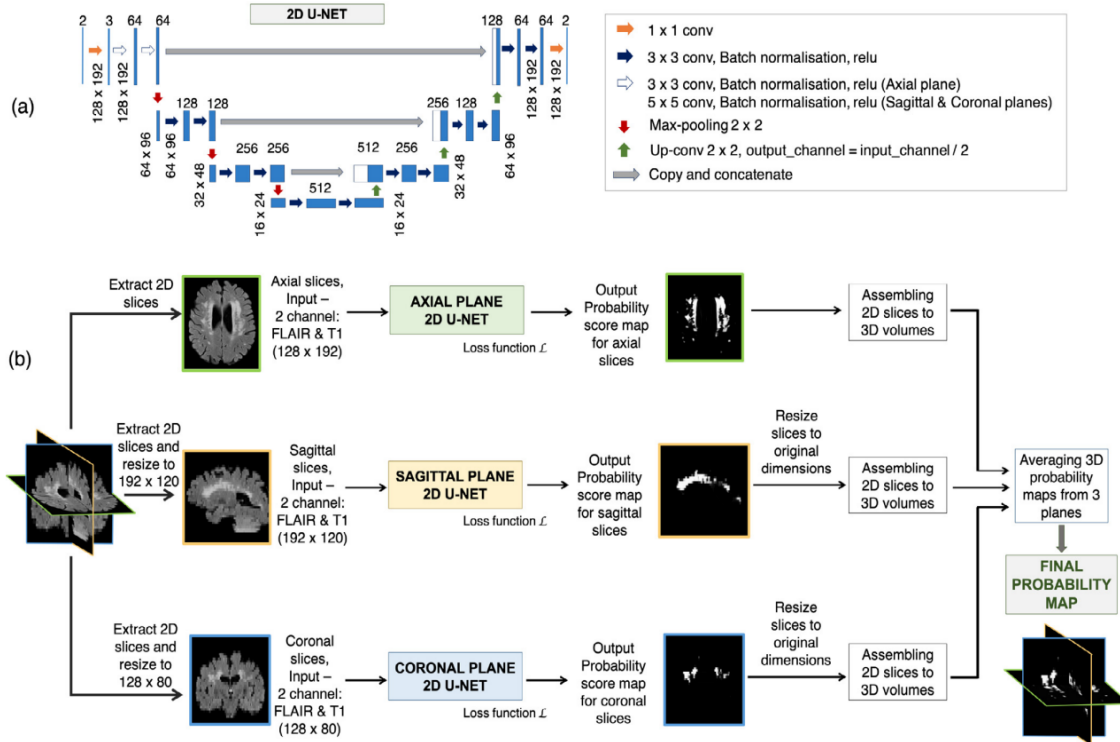 2D U-NET
2 3 64 64 128 64 64 2
128 x 192 128 x 192 128 x 192 128 x 192
(a)
128 128 256 128
64 x 96 64 x 96 64 x 96
256 256 512 256
32 x 48 32 x 48
512
16 x 24 16 x 24
1 x 1 conv
3 x 3 conv, Batch normalisation, relu
3 x 3 conv, Batch normalisation, relu (Axial plane)
5 x 5 conv, Batch normalisation, relu (Sagittal & Coronal planes)
Max-pooling 2 x 2
Up-conv 2 x 2, output_channel = input_channel / 2
Copy and concatenate
(b)
Extract 2D
slices
Axial slices,
Input –
2 channel:
FLAIR & T1
(128 x 192)
AXIAL PLANE
2D U-NET
Loss function ℒ
Output
Probability
score map
for axial
slices
Assembling
2D slices to
3D volumes
Extract 2D
slices and
resize to
192 x 120
Sagittal
slices,
Input –
2 channel:
FLAIR & T1
(192 x 120)
SAGITTAL PLANE
2D U-NET
Loss function ℒ
Output
Probability
score map
for sagittal
slices
Resize
slices to
original
dimensions
Assembling
2D slices to
3D volumes
Averaging 3D
probability
maps from 3
planes
FINAL
PROBABILITY
MAP
Extract 2D
slices and
resize to
128 x 80
Coronal
slices,
Input –
2 channel:
FLAIR & T1
(128 x 80)
CORONAL PLANE
2D U-NET
Loss function ℒ
Output
Probability
score map
for coronal
slices
Resize
slices to
original
dimensions
Assembling
2D slices to
3D volumes